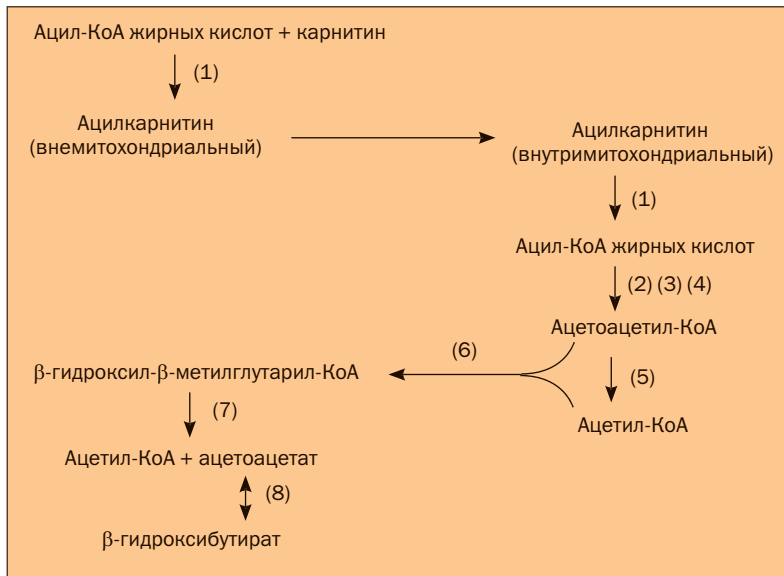 Ацил-КоА жирных кислот + карнитин
(1)
Ацилкарнитин
(внемитохондриальный)
Ацилкарнитин
(внутримитохондриальный)
(1)
Ацил-КоА жирных кислот
(2) (3) (4)
Ацетоацетил-КоА
(6)
β-гидроксил-β-метилглутарил-КоА
(5)
(7)
Ацетил-КоА
Ацетил-КоА + ацетоацетат
(8)
β-гидроксибутират